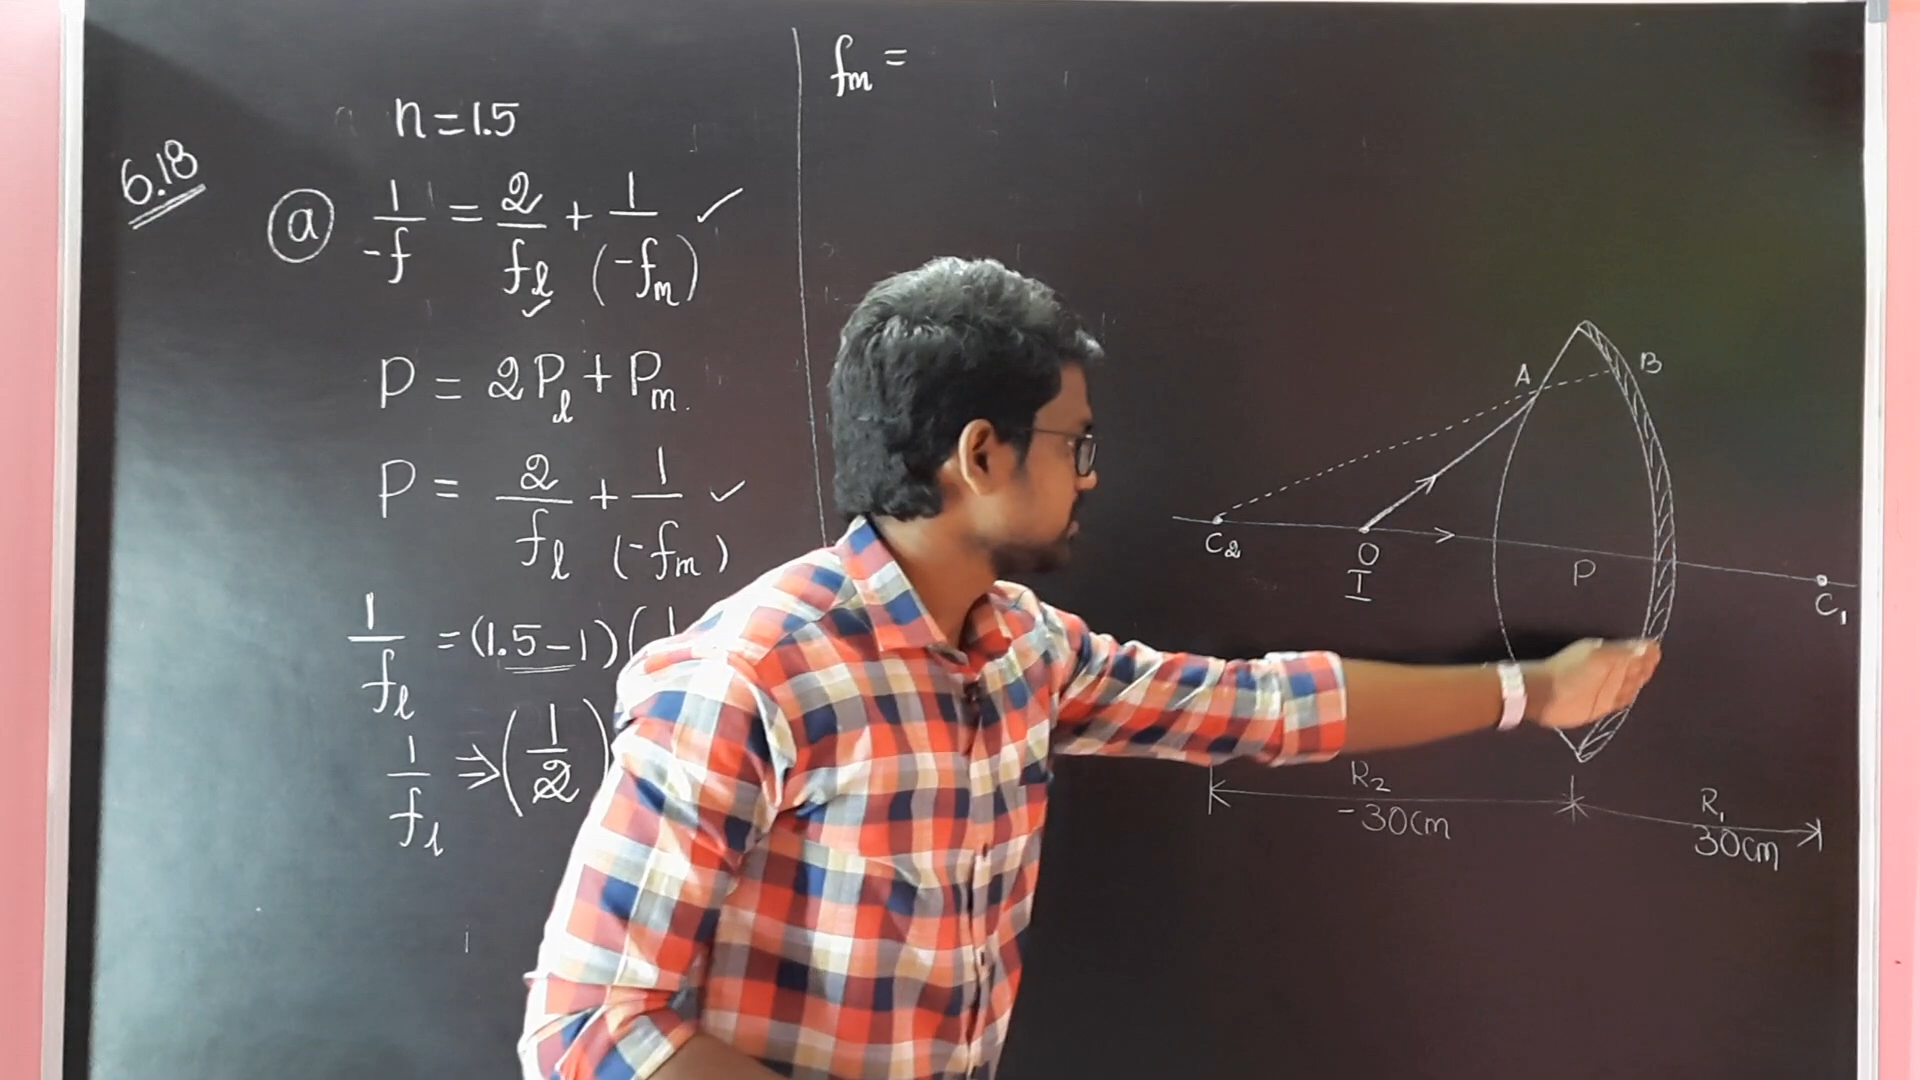 6.18
n = 1.5
ⓐ 1/-f = 2/fℓ + 1/(-fm) ✓
P = 2Pℓ + Pm.
P = 2/fℓ + 1/(-fm) ✓
1/fℓ = (1.5-1)(1
1/fℓ ⇒ (1/2)
fm =
A
B
C2
O
I
P
C1
R2
-30cm
R1
30cm